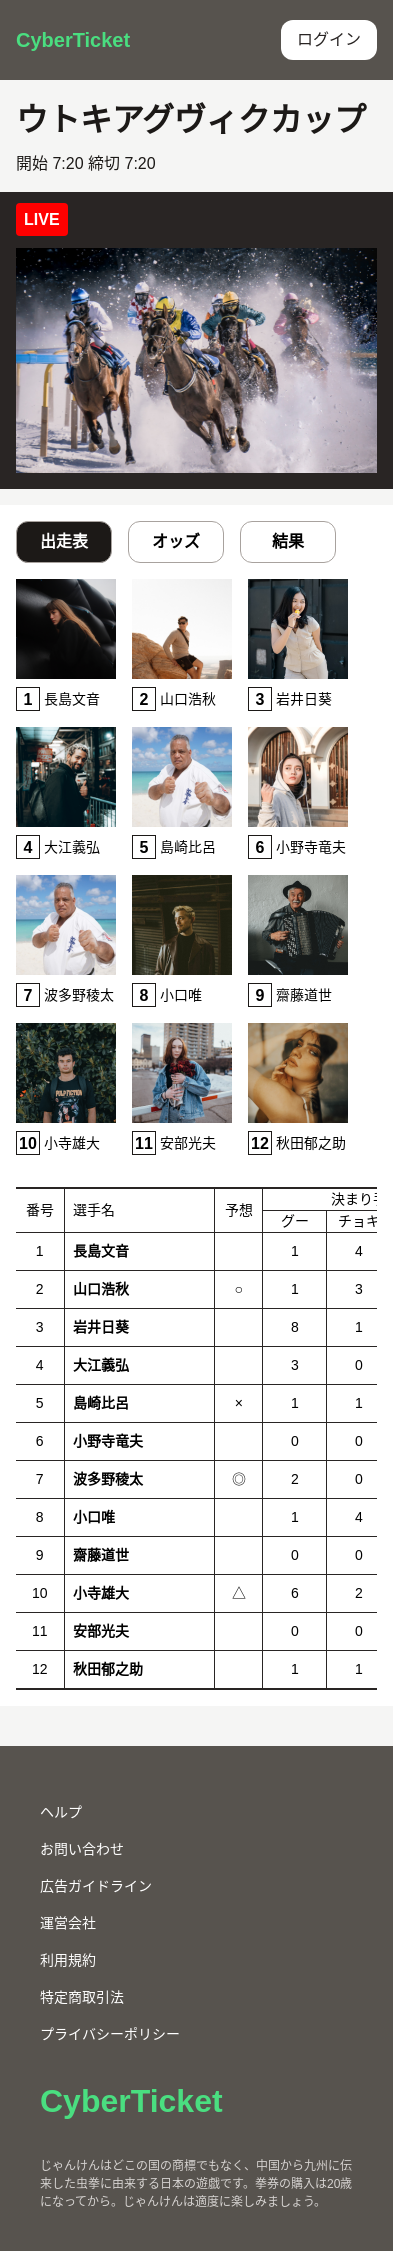 CyberTicket
ログイン
ウトキアグヴィクカップ
開始 7:20 締切 7:20
LIVE
出走表 オッズ 結果
1 長島文音 2 山口浩秋 3 岩井日葵
4 大江義弘 5 島崎比呂 6 小野寺竜夫
7 波多野稜太 8 小口唯 9 齋藤道世
10 小寺雄大 11 安部光夫 12 秋田郁之助
番号 選手名 予想 決まり
グー チョキ
1 長島文音 1 4
2 山口浩秋 ○ 1 3
3 岩井日葵 8 1
4 大江義弘 3 0
5 島崎比呂 × 1 1
6 小野寺竜夫 0 0
7 波多野稜太 ◎ 2 0
8 小口唯 1 4
9 齋藤道世 0 0
10 小寺雄大 △ 6 2
11 安部光夫 0 0
12 秋田郁之助 1 1
ヘルプ
お問い合わせ
広告ガイドライン
運営会社
利用規約
特定商取引法
プライバシーポリシー
CyberTicket
じゃんけんはどこの国の商標でもなく、中国から九州に伝
来した虫拳に由来する日本の遊戯です。拳券の購入は20歳
になってから。じゃんけんは適度に楽しみましょう。